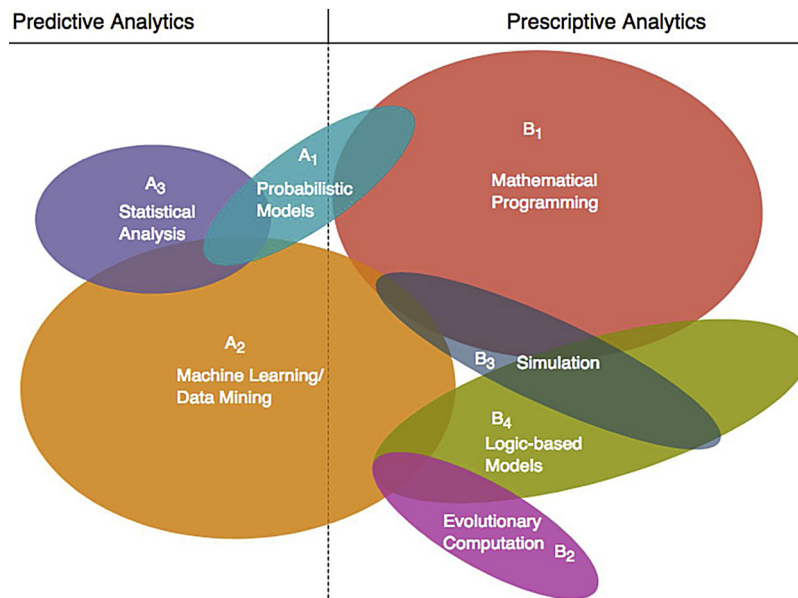 Predictive Analytics
Prescriptive Analytics
A1
Probabilistic
Models
B1
Mathematical
Programming
A3
Statistical
Analysis
A2
Machine Learning/
Data Mining
B3 Simulation
B4
Logic-based
Models
Evolutionary
Computation B2